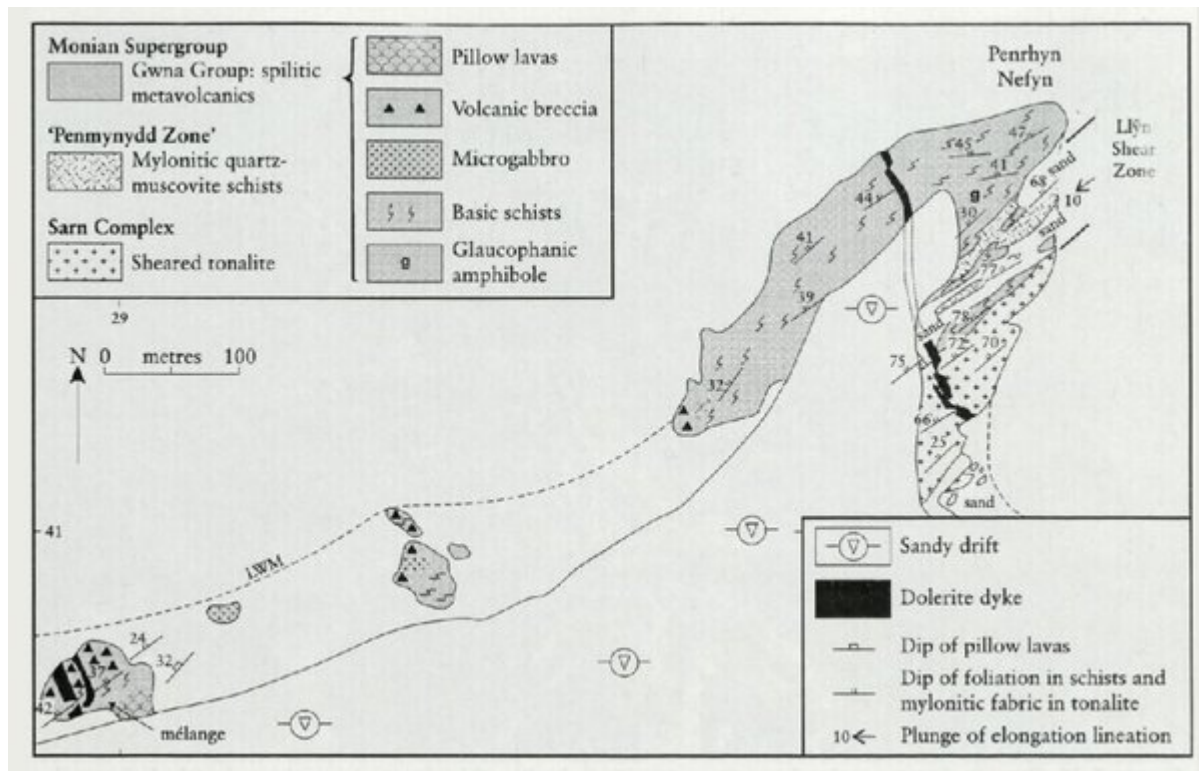 Monian Supergroup
Gwna Group: spilitic
metavolcanics
'Penmynydd Zone'
Mylonitic quartz-
muscovite schists
Sarn Complex
Sheared tonalite
Pillow lavas
Volcanic breccia
Microgabbro
Basic schists
g
Glaucophanic
amphibole
Penrhyn
Nefyn
Llŷn
Shear
Zone
47
45
41
68
sand
10
44
g
30
sand
41
77
39
sand
78
72
70
75
32
66
25
sand
29
N 0 metres 100
41
LWM
24
32
37
42
mélange
Sandy drift
Dolerite dyke
Dip of pillow lavas
Dip of foliation in schists and
mylonitic fabric in tonalite
10 Plunge of elongation lineation